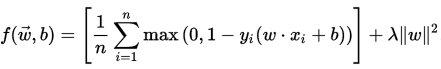 $f(\vec{w}, b) = \left[ \frac{1}{n} \sum_{i=1}^{n} \max\left(0, 1 - y_i(w \cdot x_i + b)\right) \right] + \lambda \|w\|^2$